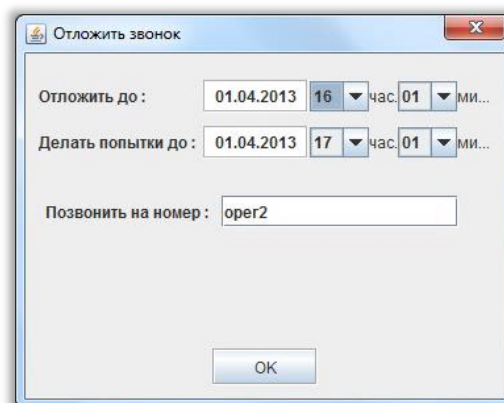 Отложить звонок
Отложить до : 01.04.2013 16 час. 01 ми...
Делать попытки до : 01.04.2013 17 час. 01 ми...
Позвонить на номер : oper2
OK